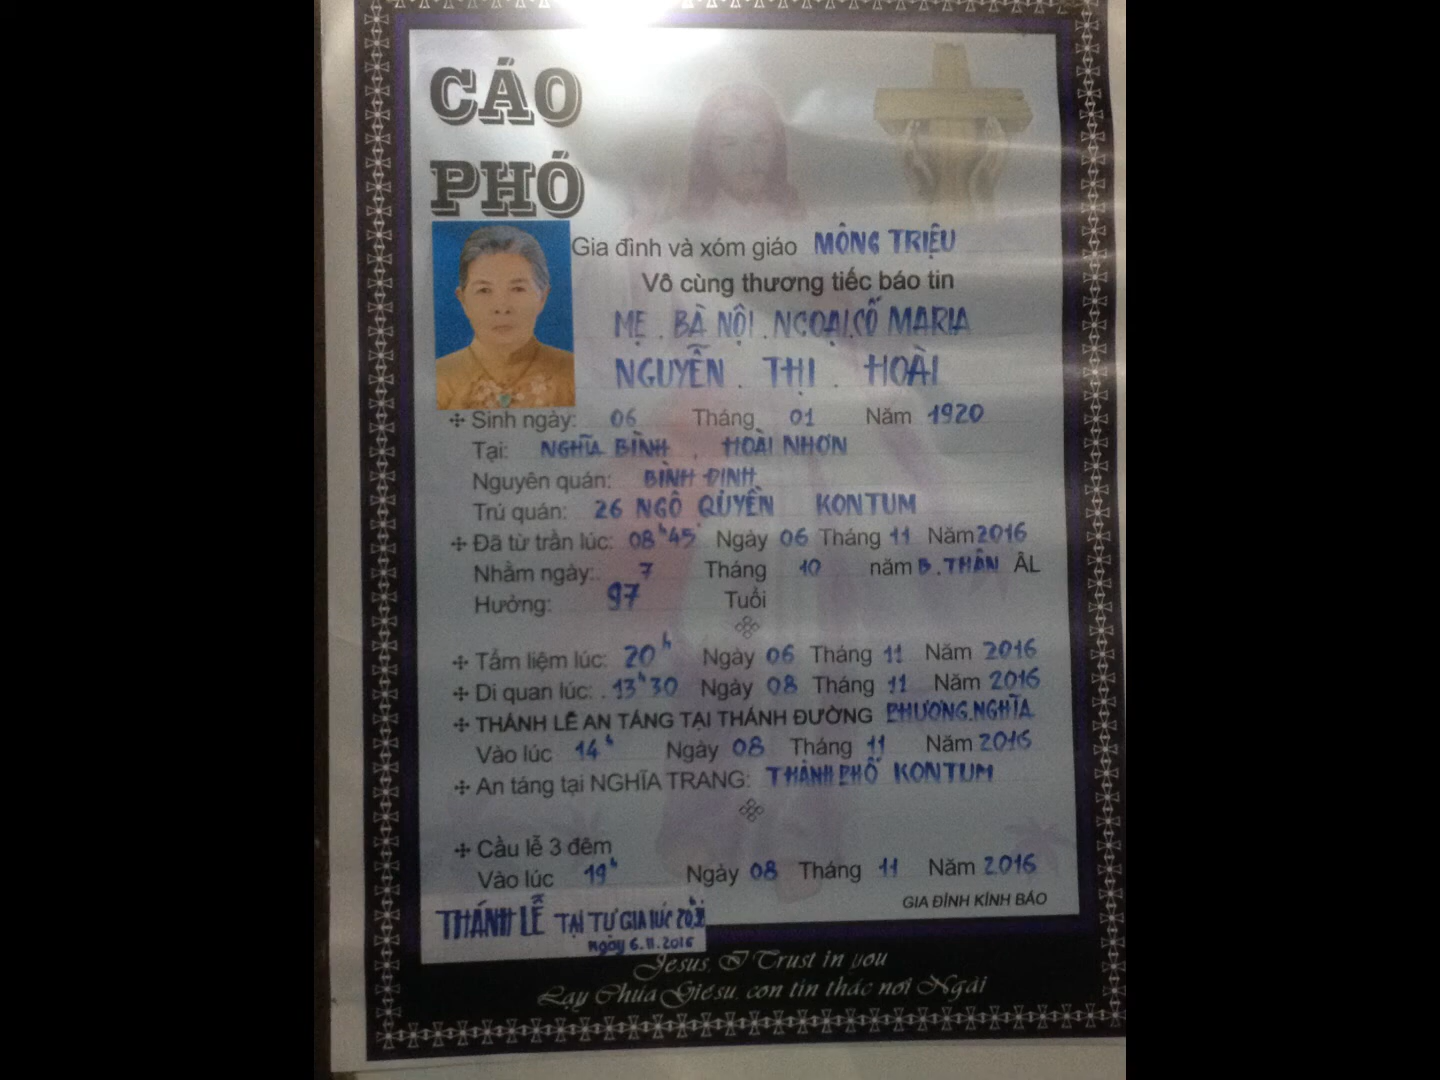 CÁO
PHÓ
Gia đình và xóm giáo MÔNG TRIỆU
Vô cùng thương tiếc báo tin
MẸ . BÀ NỘI . NGOẠI.CỐ MARIA
NGUYỄN . THỊ . HOÀI
Sinh ngày: 06 Tháng 01 Năm 1920
Tại: NGHĨA BÌNH , HOÀI NHƠN
Nguyên quán: BÌNH ĐỊNH
Trú quán: 26 NGÔ QUYỀN KONTUM
Đã từ trần lúc: 08h45' Ngày 06 Tháng 11 Năm 2016
Nhằm ngày: 7 Tháng 10 năm B.THÂN ÂL
Hưởng: 97 Tuổi
Tẩm liệm lúc: 20h Ngày 06 Tháng 11 Năm 2016
Di quan lúc: 13h30 Ngày 08 Tháng 11 Năm 2016
THÁNH LỄ AN TÁNG TẠI THÁNH ĐƯỜNG PHƯƠNG.NGHĨA
Vào lúc 14h Ngày 08 Tháng 11 Năm 2016
An táng tại NGHĨA TRANG: THÀNH PHỐ KONTUM
Cầu lễ 3 đêm
Vào lúc 19h Ngày 08 Tháng 11 Năm 2016
GIA ĐÌNH KÍNH BÁO
THÁNH LỄ TẠI TƯ GIA LÚC
ngày 6.11.2016
Jesus, I Trust in you
Lạy Chúa Giêsu, con tín thác nơi Ngài